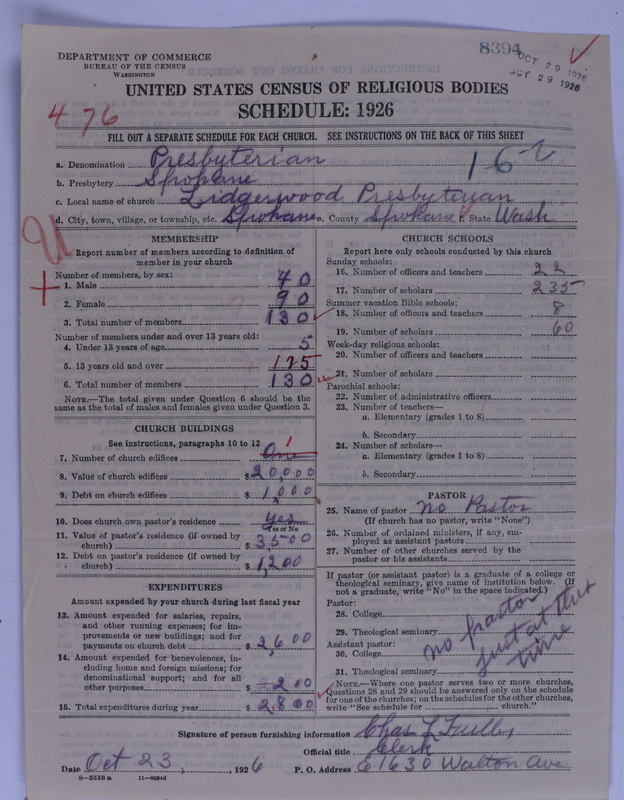 DEPARTMENT OF COMMERCE
BUREAU OF THE CENSUS
WASHINGTON
8394
OCT 29 1926
OCT 29 1926
UNITED STATES CENSUS OF RELIGIOUS BODIES
SCHEDULE: 1926
476
FILL OUT A SEPARATE SCHEDULE FOR EACH CHURCH. SEE INSTRUCTIONS ON THE BACK OF THIS SHEET
162
a. Denomination Presbyterian
b. Presbytery Spokane
c. Local name of church Lidgerwood Presbyterian
d. City, town, village, or township, etc. Spokane e. County Spokane f. State Wash
MEMBERSHIP
Report number of members according to definition of
member in your church
Number of members, by sex:
1. Male 40
2. Female 90
3. Total number of members 130
Number of members under and over 13 years old:
4. Under 13 years of age 5
5. 13 years old and over 125
6. Total number of members 130
NOTE.—The total given under Question 6 should be the
same as the total of males and females given under Question 3.
CHURCH BUILDINGS
See instructions, paragraphs 10 to 12
7. Number of church edifices One 1
8. Value of church edifices $20,000
9. Debt on church edifices $1,000
10. Does church own pastor's residence yes
Yes or No
11. Value of pastor's residence (if owned by
church) $3,500
12. Debt on pastor's residence (if owned by
church) $1,200
EXPENDITURES
Amount expended by your church during last fiscal year
13. Amount expended for salaries, repairs,
and other running expenses; for im-
provements or new buildings; and for
payments on church debt $2,600
14. Amount expended for benevolences, in-
cluding home and foreign missions; for
denominational support; and for all
other purposes $200
15. Total expenditures during year $2800
CHURCH SCHOOLS
Report here only schools conducted by this church
Sunday schools:
16. Number of officers and teachers 22
17. Number of scholars 235
Summer vacation Bible schools:
18. Number of officers and teachers 8
19. Number of scholars 60
Week-day religious schools:
20. Number of officers and teachers
21. Number of scholars
Parochial schools:
22. Number of administrative officers
23. Number of teachers—
a. Elementary (grades 1 to 8)
b. Secondary
24. Number of scholars—
a. Elementary (grades 1 to 8)
b. Secondary
PASTOR
25. Name of pastor no Pastor
(If church has no pastor, write "None")
26. Number of ordained ministers, if any, em-
ployed as assistant pastors
27. Number of other churches served by the
pastor or his assistants
If pastor (or assistant pastor) is a graduate of a college or
theological seminary, give name of institution below. (If
not a graduate, write "No" in the space indicated.)
Pastor:
28. College
29. Theological seminary
Assistant pastor:
30. College
31. Theological seminary
no pastor
just at this
time
NOTE.—Where one pastor serves two or more churches,
Questions 28 and 29 should be answered only on the schedule
for one of the churches; on the schedules for the other churches,
write "See schedule for church."
Signature of person furnishing information Chas L
Official title Clerk
Date Oct 23, 1926 P. O. Address E1630 Walton Ave
8-5518 a